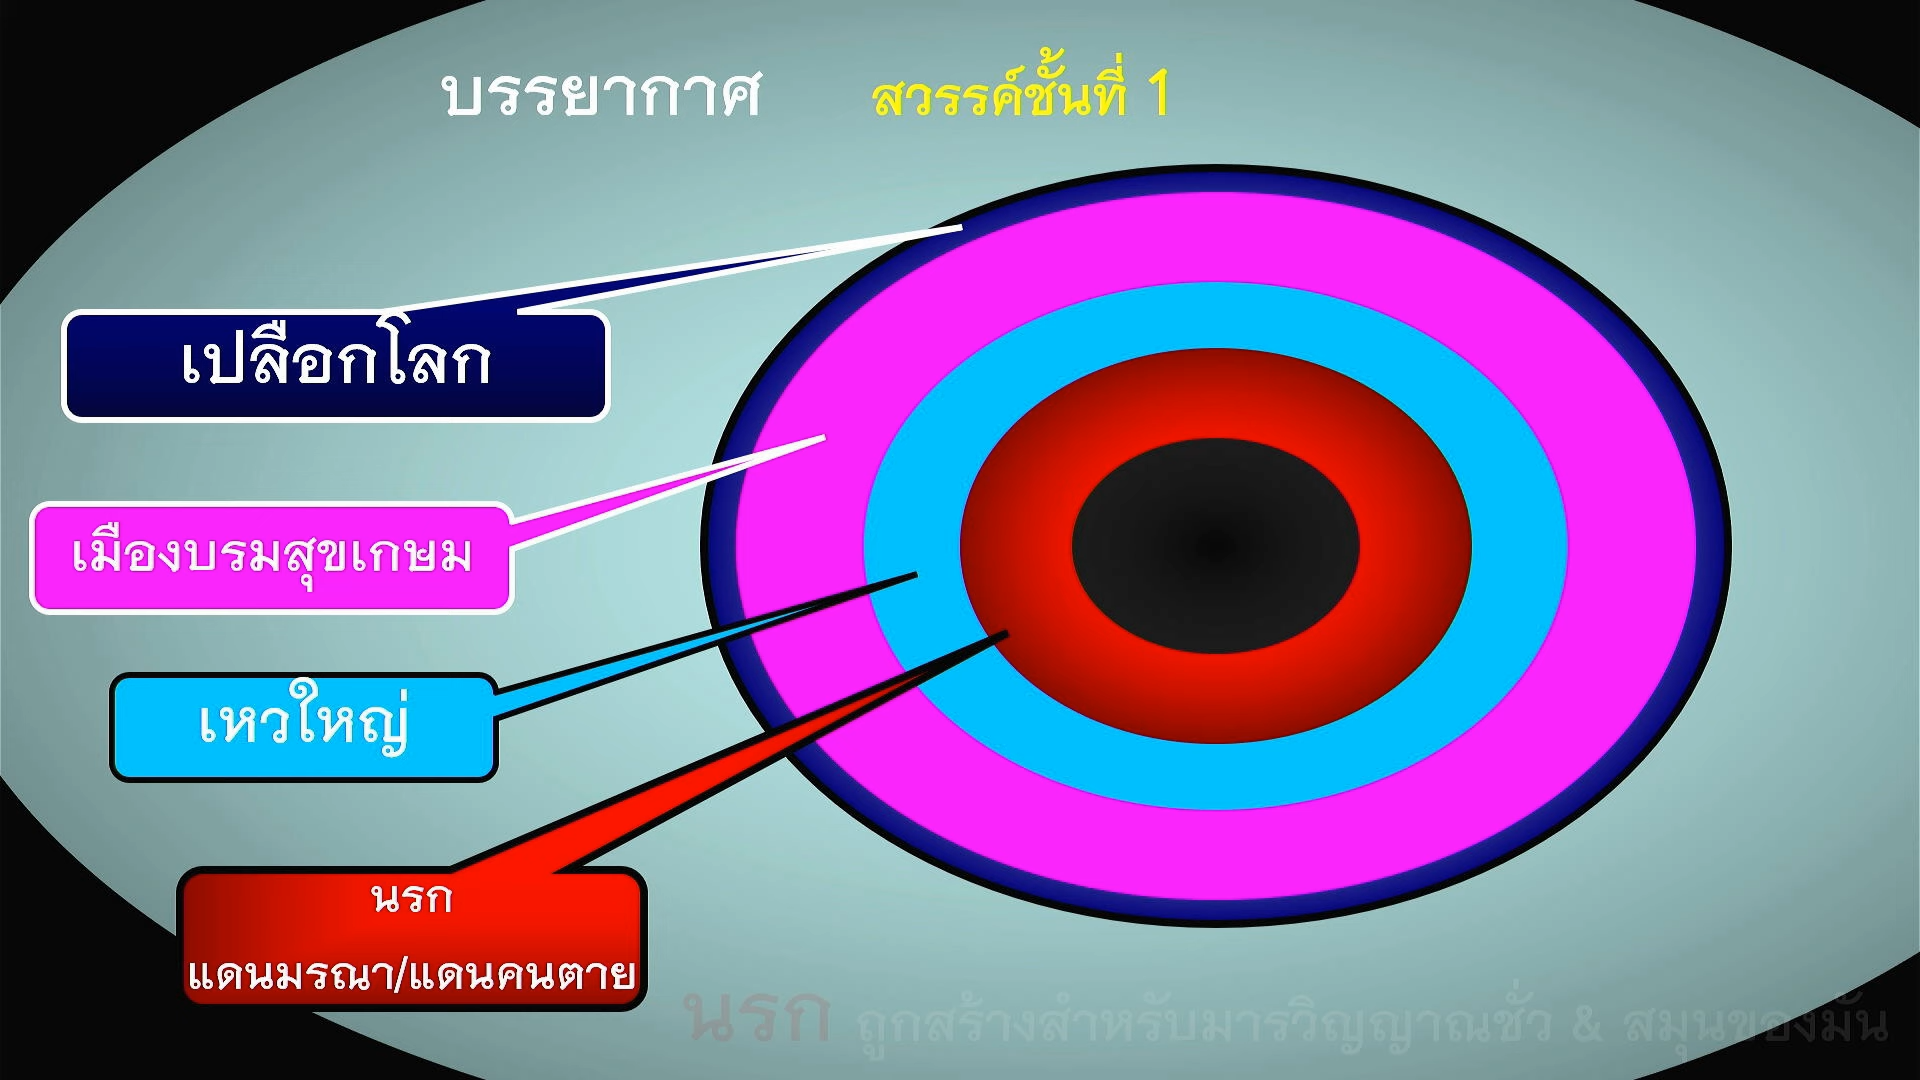 บรรยากาศ สวรรค์ชั้นที่ 1
เปลือกโลก
เมืองบรมสุขเกษม
เหวใหญ่
นรก
แดนมรณา/แดนคนตาย
นรก ถูกสร้างสำหรับมารวิญญาณชั่ว & สมุนของมัน